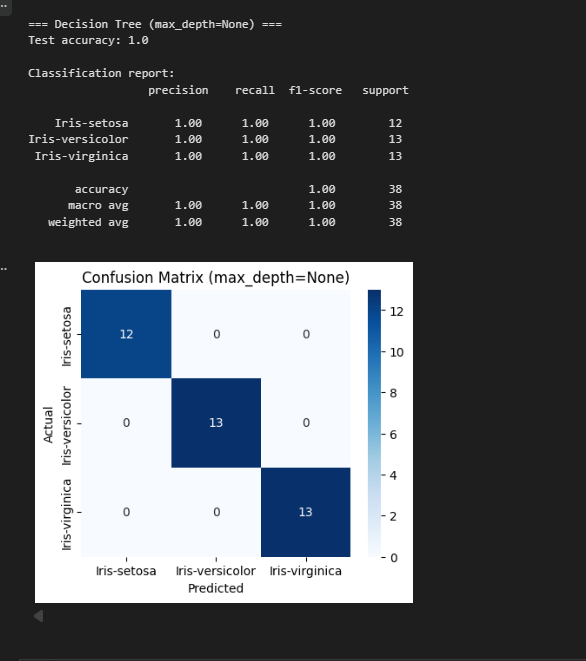 === Decision Tree (max_depth=None) ===
Test accuracy: 1.0
Classification report:
precision recall f1-score support
Iris-setosa 1.00 1.00 1.00 12
Iris-versicolor 1.00 1.00 1.00 13
Iris-virginica 1.00 1.00 1.00 13
accuracy 1.00 38
macro avg 1.00 1.00 1.00 38
weighted avg 1.00 1.00 1.00 38
Confusion Matrix (max_depth=None)
Actual
Iris-setosa
12 0 0
Iris-versicolor
0 13 0
Iris-virginica
0 0 13
Iris-setosa Iris-versicolor Iris-virginica
Predicted
12
10
8
6
4
2
0